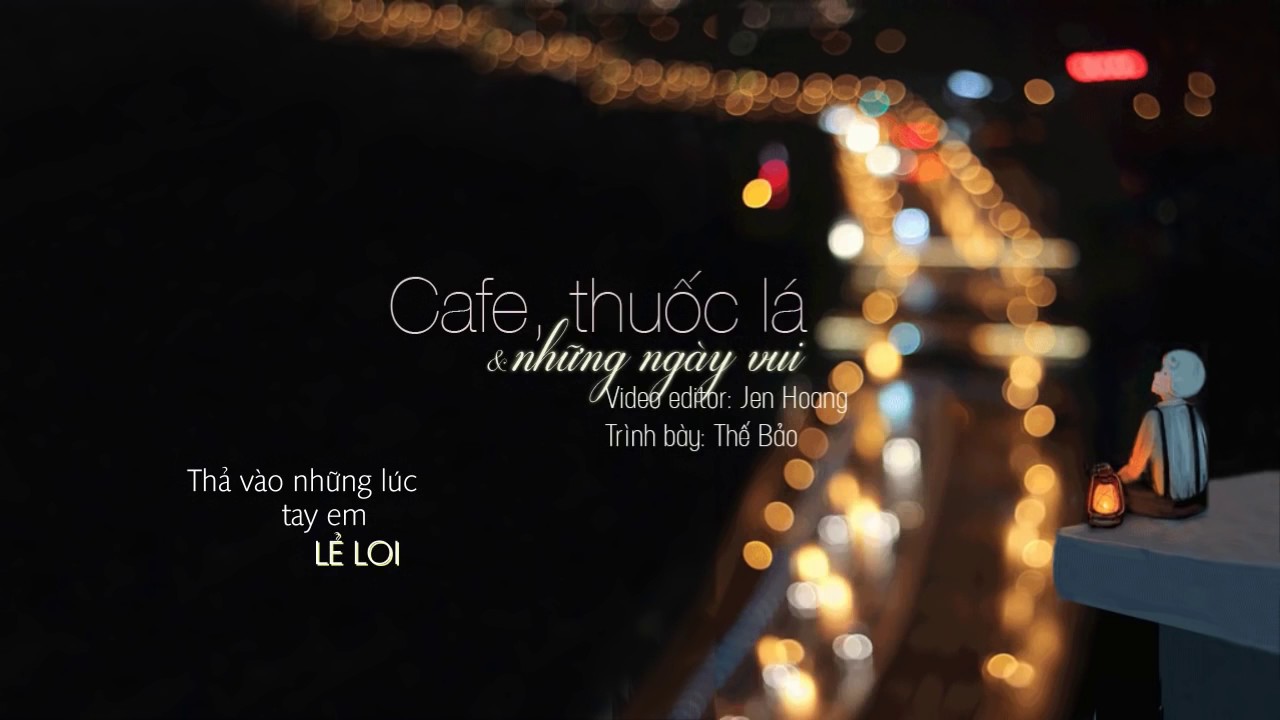 Cafe, thuốc lá
& những ngày vui
Video editor: Jen Hoang
Trình bày: Thế Bảo
Thả vào những lúc
tay em
LẺ LOI